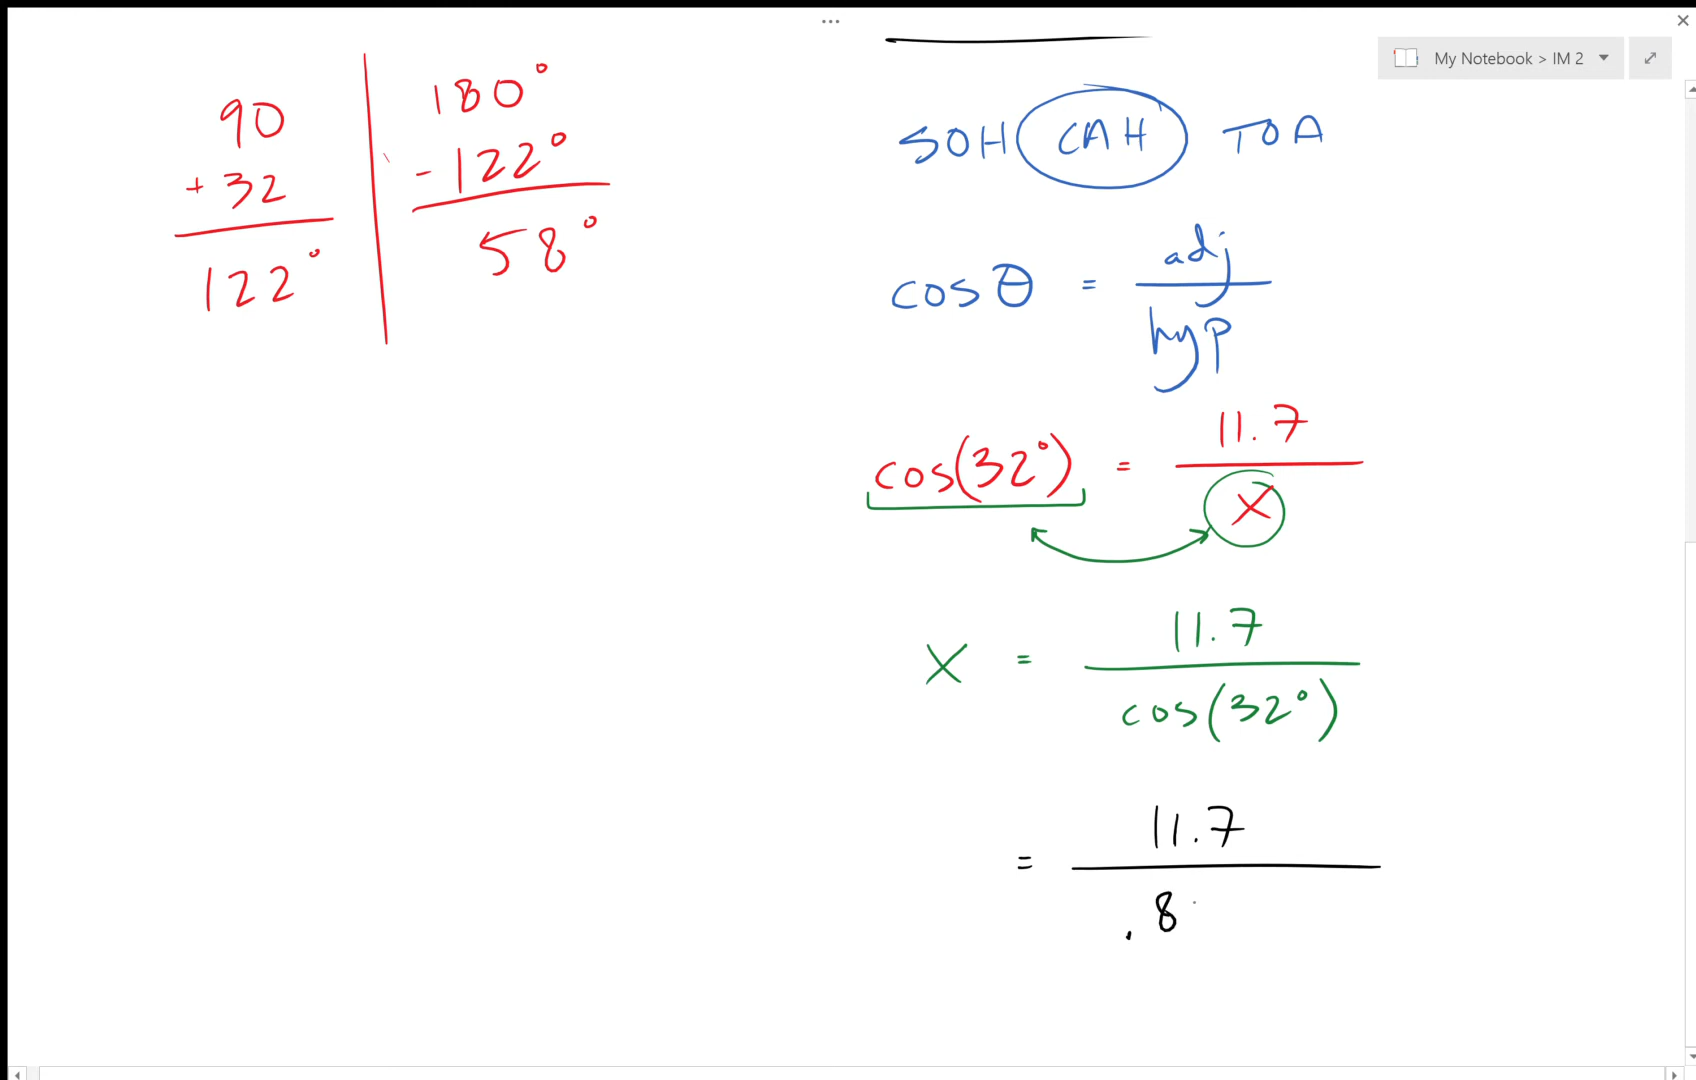 My Notebook > IM 2
90
+ 32
122°
180°
- 122°
58°
SOH CAH TOA
cos θ = adj
hyp
cos(32°) = 11.7
x
x = 11.7
cos(32°)
= 11.7
.8